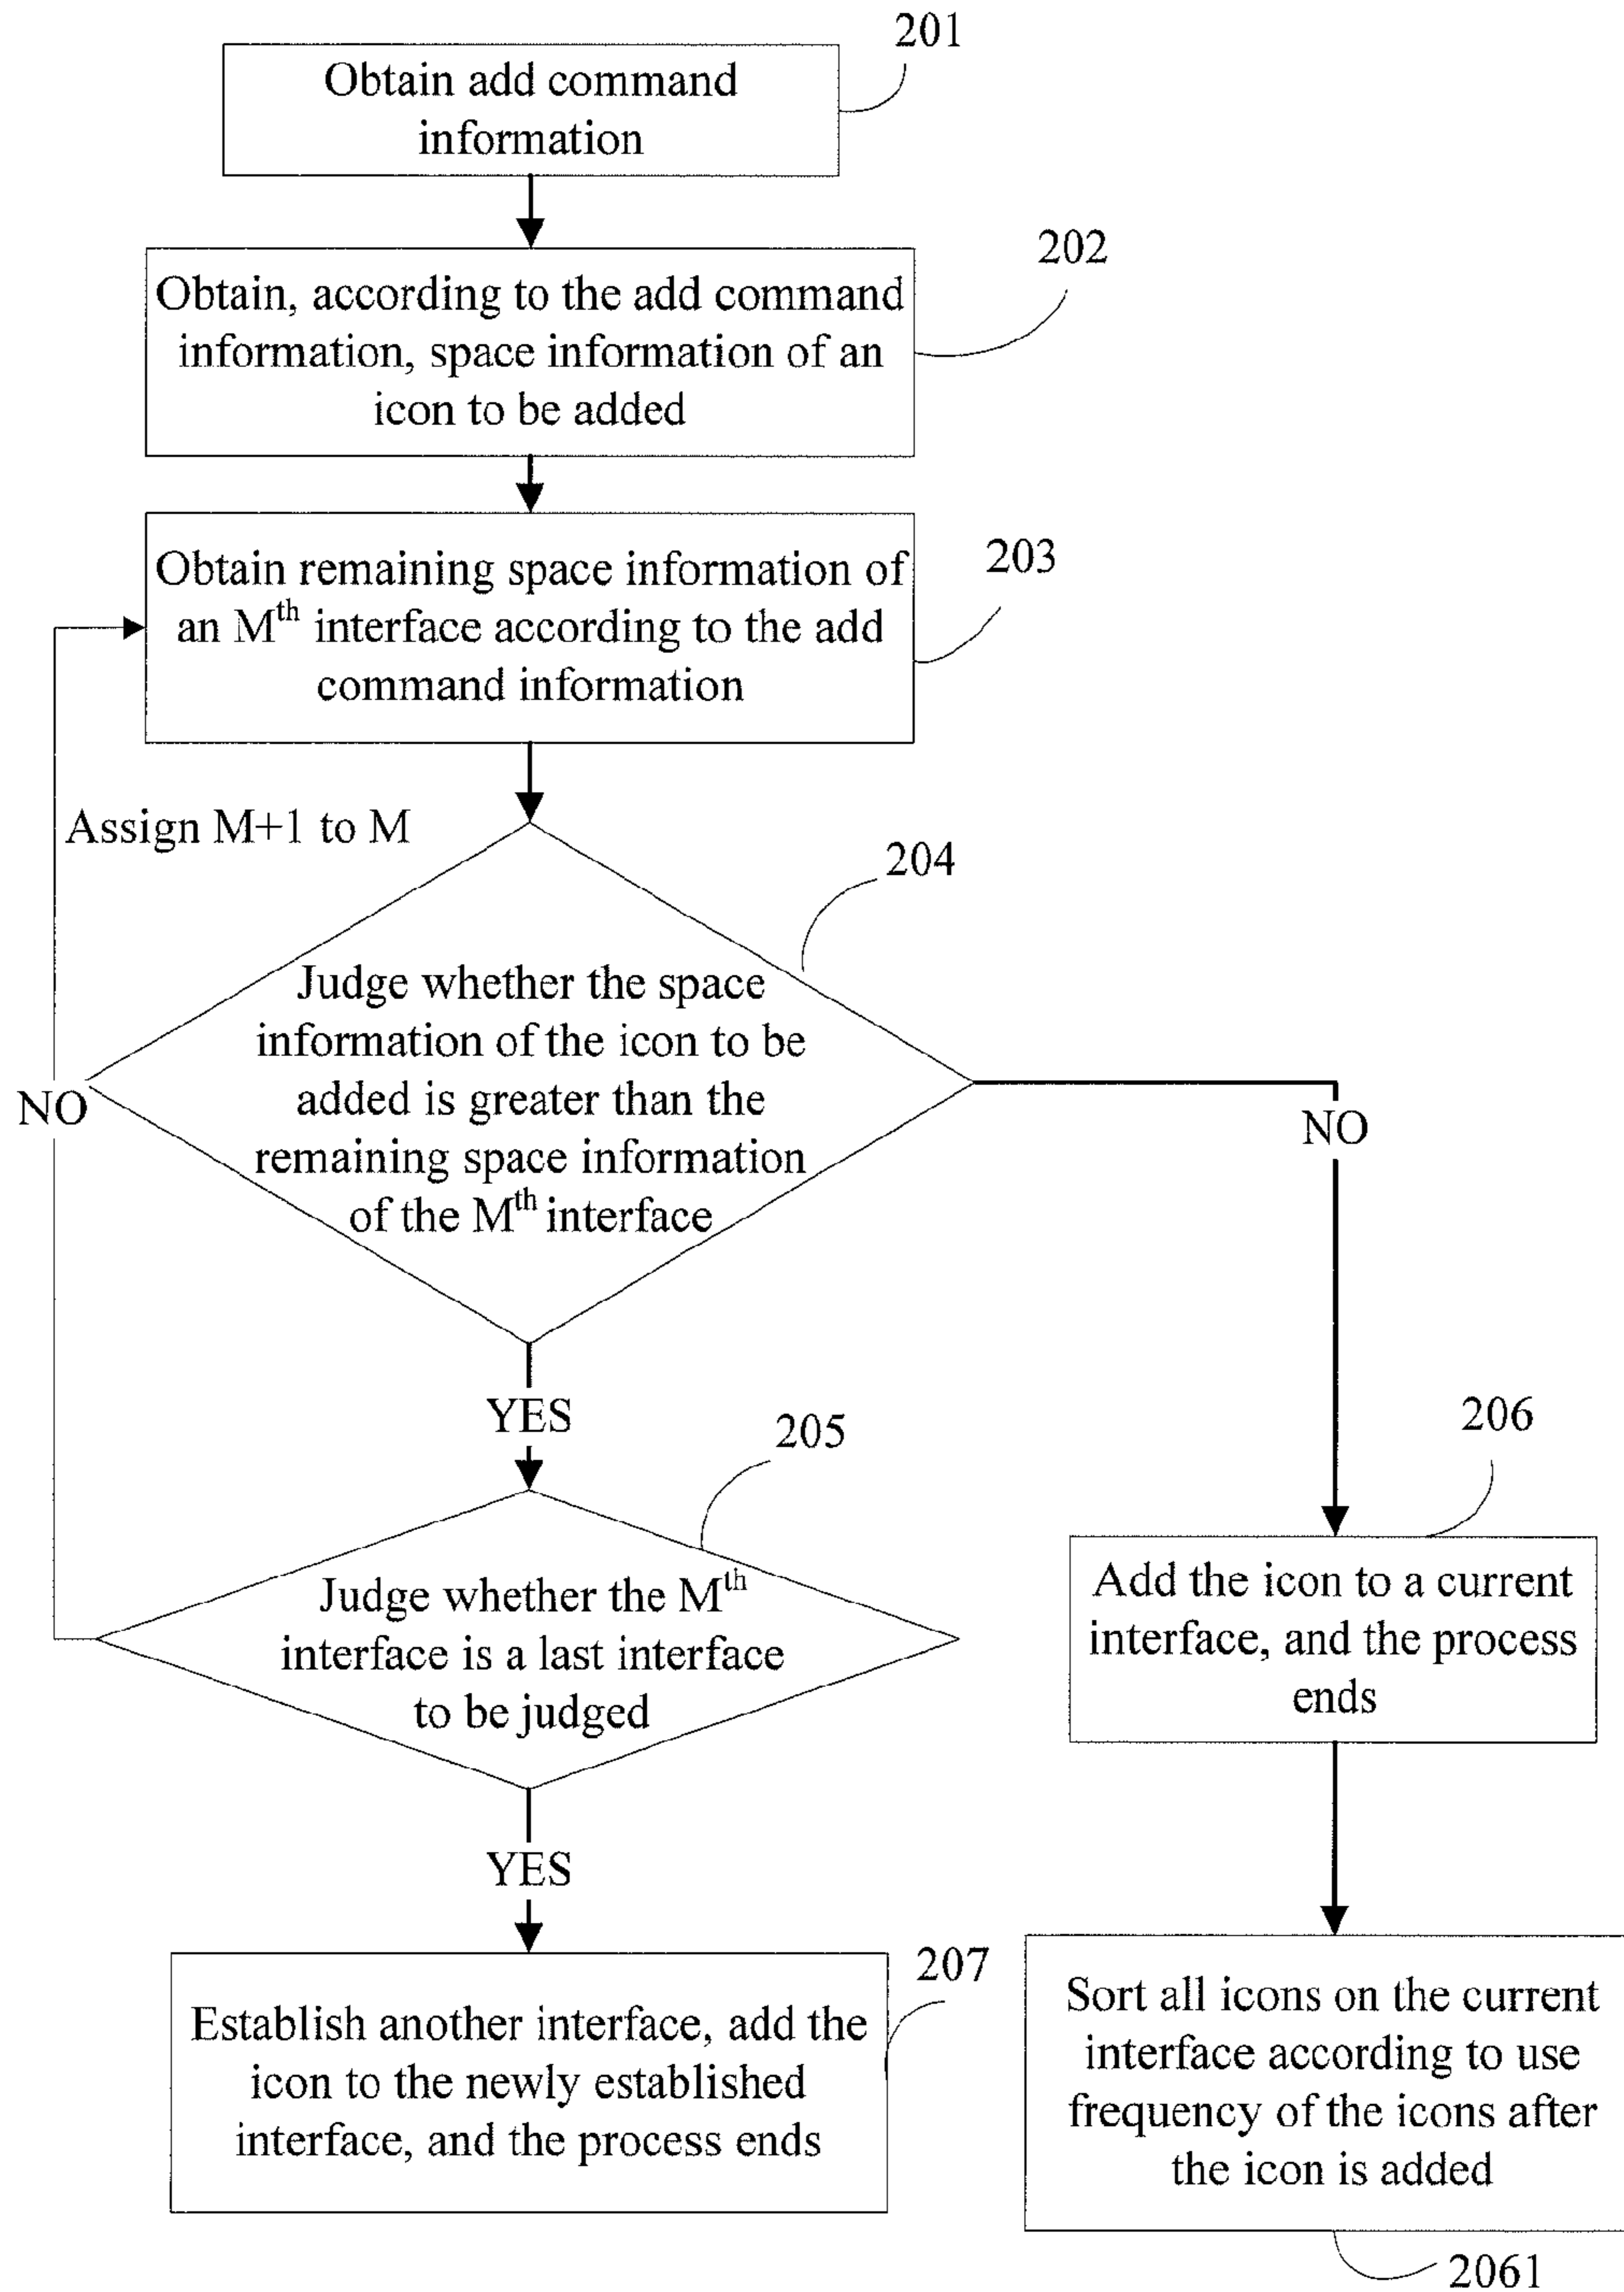 201
Obtain add command
information
202
Obtain, according to the add command
information, space information of an
icon to be added
203
Obtain remaining space information of
an Mth interface according to the add
command information
Assign M+1 to M
204
Judge whether the space
information of the icon to be
added is greater than the
remaining space information
of the Mth interface
NO
NO
YES
205
206
Judge whether the Mth
interface is a last interface
to be judged
Add the icon to a current
interface, and the process
ends
YES
207
Establish another interface, add the
icon to the newly established
interface, and the process ends
Sort all icons on the current
interface according to use
frequency of the icons after
the icon is added
2061